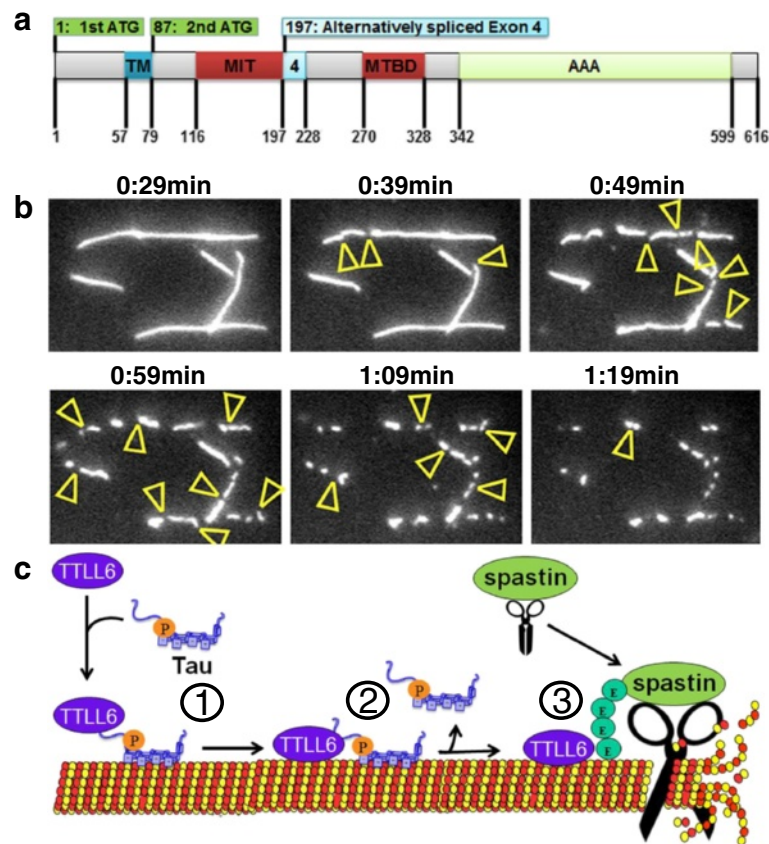 a
1: 1st ATG 87: 2nd ATG 197: Alternatively spliced Exon 4
TM MIT 4 MTBD AAA
1 57 79 116 197 228 270 328 342 599 616
b
0:29min 0:39min 0:49min
0:59min 1:09min 1:19min
c
TTLL6
P
Tau
TTLL6
P
1
TTLL6
P
2
P
spastin
3
TTLL6
E
E
E
E
spastin